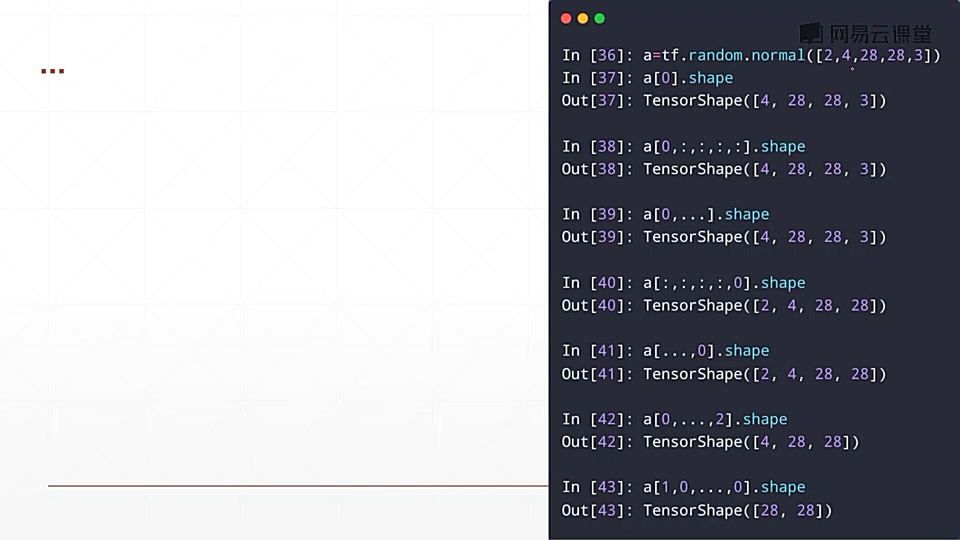 ...
网易云课堂
In [36]: a=tf.random.normal([2,4,28,28,3])
In [37]: a[0].shape
Out[37]: TensorShape([4, 28, 28, 3])
In [38]: a[0,:,:,:,:].shape
Out[38]: TensorShape([4, 28, 28, 3])
In [39]: a[0,...].shape
Out[39]: TensorShape([4, 28, 28, 3])
In [40]: a[:,:,:,:,0].shape
Out[40]: TensorShape([2, 4, 28, 28])
In [41]: a[...,0].shape
Out[41]: TensorShape([2, 4, 28, 28])
In [42]: a[0,...,2].shape
Out[42]: TensorShape([4, 28, 28])
In [43]: a[1,0,...,0].shape
Out[43]: TensorShape([28, 28])